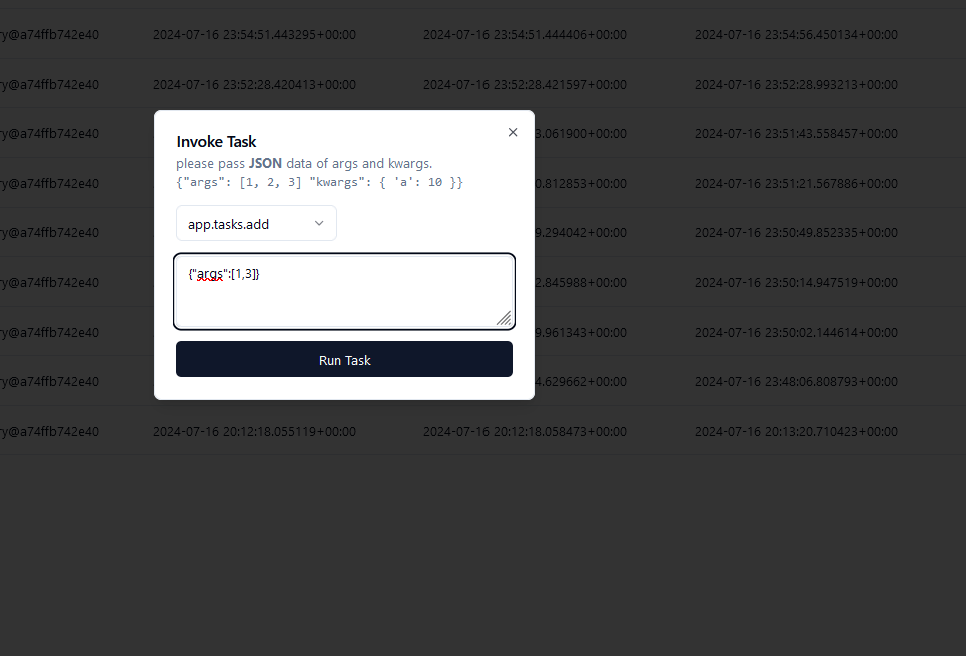 ry@a74ffb742e40 2024-07-16 23:54:51.443295+00:00 2024-07-16 23:54:51.444406+00:00 2024-07-16 23:54:56.450134+00:00
ry@a74ffb742e40 2024-07-16 23:52:28.420413+00:00 2024-07-16 23:52:28.421597+00:00 2024-07-16 23:52:28.993213+00:00
ry@a74ffb742e40 3.061900+00:00 2024-07-16 23:51:43.558457+00:00
ry@a74ffb742e40 0.812853+00:00 2024-07-16 23:51:21.567886+00:00
ry@a74ffb742e40 9.294042+00:00 2024-07-16 23:50:49.852335+00:00
ry@a74ffb742e40 2.845988+00:00 2024-07-16 23:50:14.947519+00:00
ry@a74ffb742e40 9.961343+00:00 2024-07-16 23:50:02.144614+00:00
ry@a74ffb742e40 4.629662+00:00 2024-07-16 23:48:06.808793+00:00
ry@a74ffb742e40 2024-07-16 20:12:18.055119+00:00 2024-07-16 20:12:18.058473+00:00 2024-07-16 20:13:20.710423+00:00
Invoke Task
please pass JSON data of args and kwargs.
{"args": [1, 2, 3] "kwargs": { 'a': 10 }}
app.tasks.add
{"args":[1,3]}
Run Task